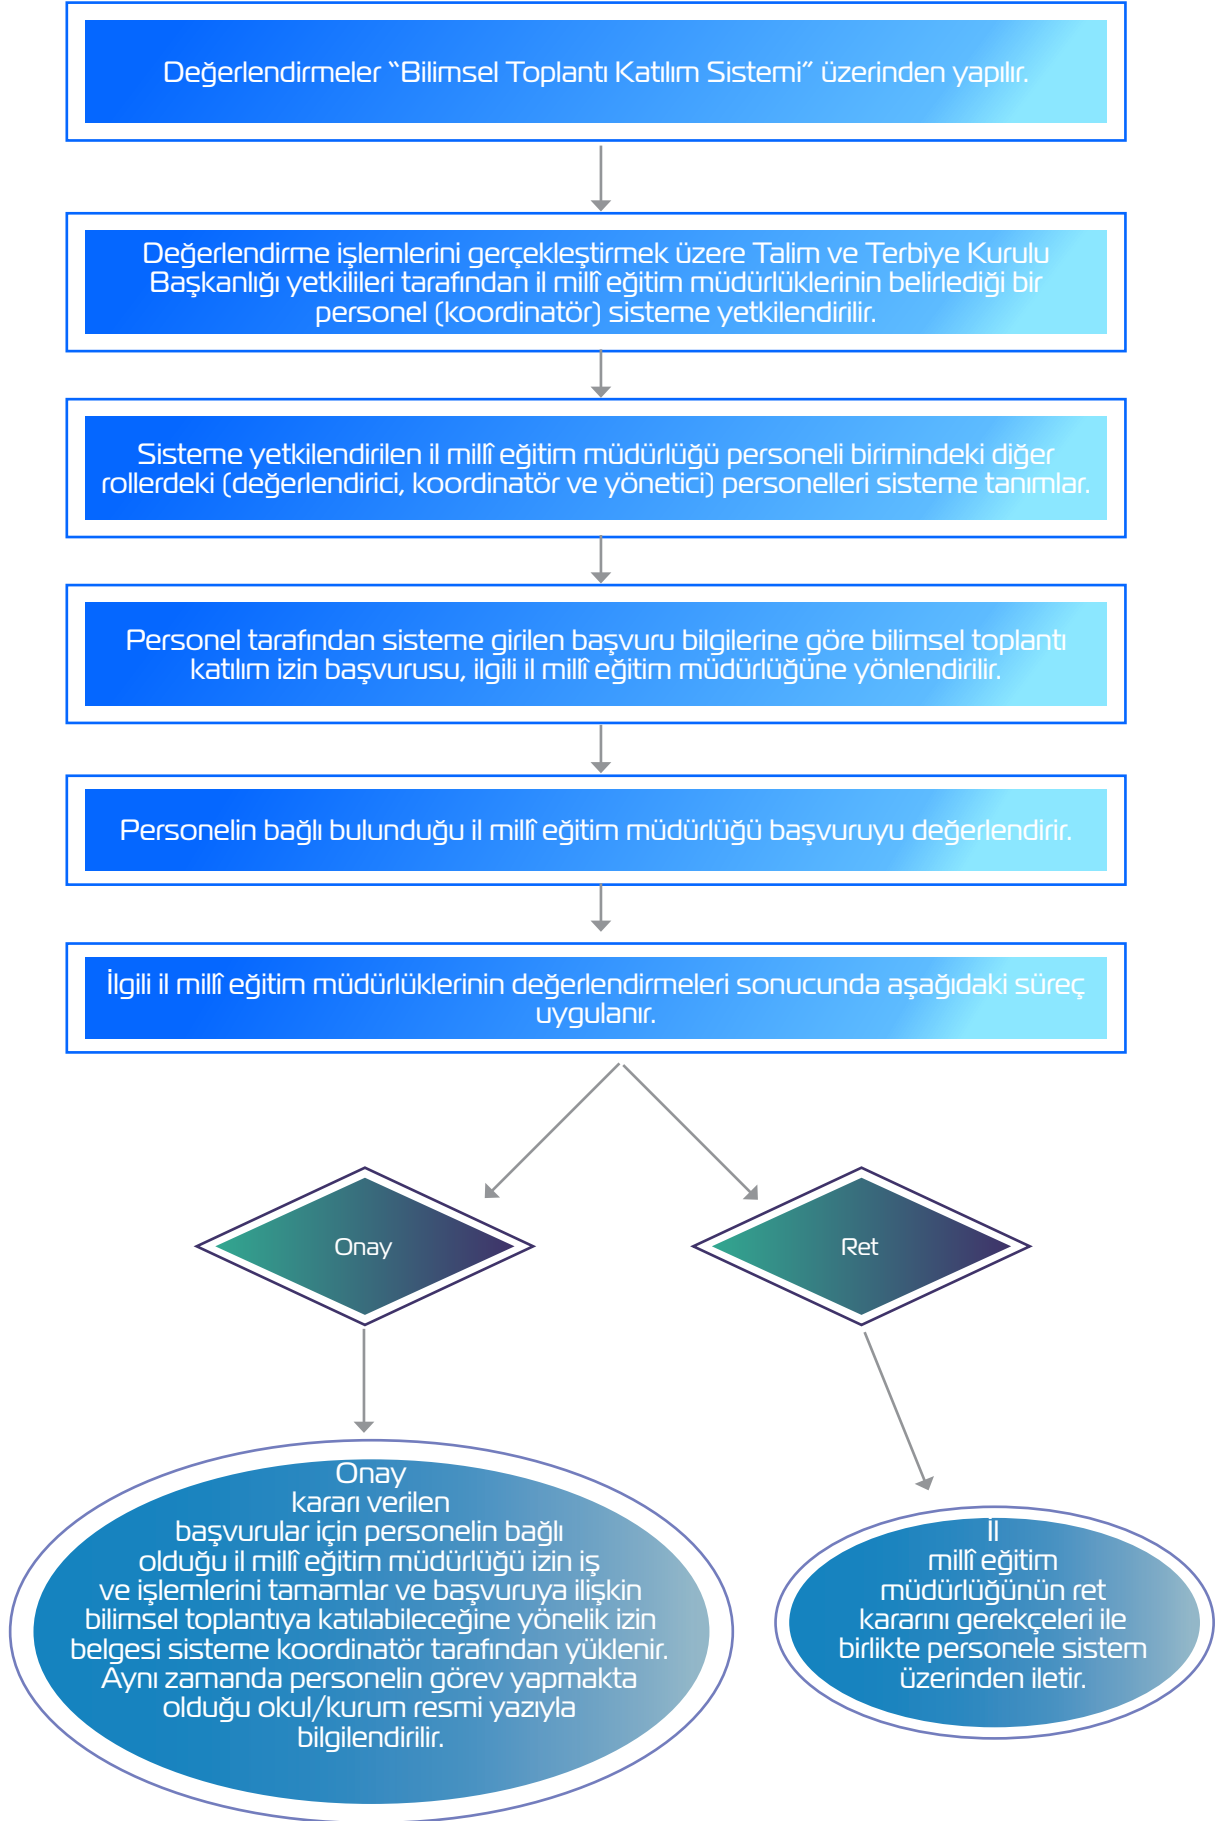 Değerlendirmeler “Bilimsel Toplantı Katılım Sistemi” üzerinden yapılır.
Değerlendirme işlemlerini gerçekleştirmek üzere Talim ve Terbiye Kurulu
Başkanlığı yetkilileri tarafından il millî eğitim müdürlüklerinin belirlediği bir
personel (koordinatör) sisteme yetkilendirilir.
Sisteme yetkilendirilen il millî eğitim müdürlüğü personeli birimindeki diğer
rollerdeki (değerlendirici, koordinatör ve yönetici) personelleri sisteme tanımlar.
Personel tarafından sisteme girilen başvuru bilgilerine göre bilimsel toplantı
katılım izin başvurusu, ilgili il millî eğitim müdürlüğüne yönlendirilir.
Personelin bağlı bulunduğu il millî eğitim müdürlüğü başvuruyu değerlendirir.
İlgili il millî eğitim müdürlüklerinin değerlendirmeleri sonucunda aşağıdaki süreç
uygulanır.
Onay
Ret
Onay
kararı verilen
başvurular için personelin bağlı
olduğu il millî eğitim müdürlüğü izin iş
ve işlemlerini tamamlar ve başvuruya ilişkin
bilimsel toplantıya katılabileceğine yönelik izin
belgesi sisteme koordinatör tarafından yüklenir.
Aynı zamanda personelin görev yapmakta
olduğu okul/kurum resmi yazıyla
bilgilendirilir.
İl
millî eğitim
müdürlüğünün ret
kararını gerekçeleri ile
birlikte personele sistem
üzerinden iletir.